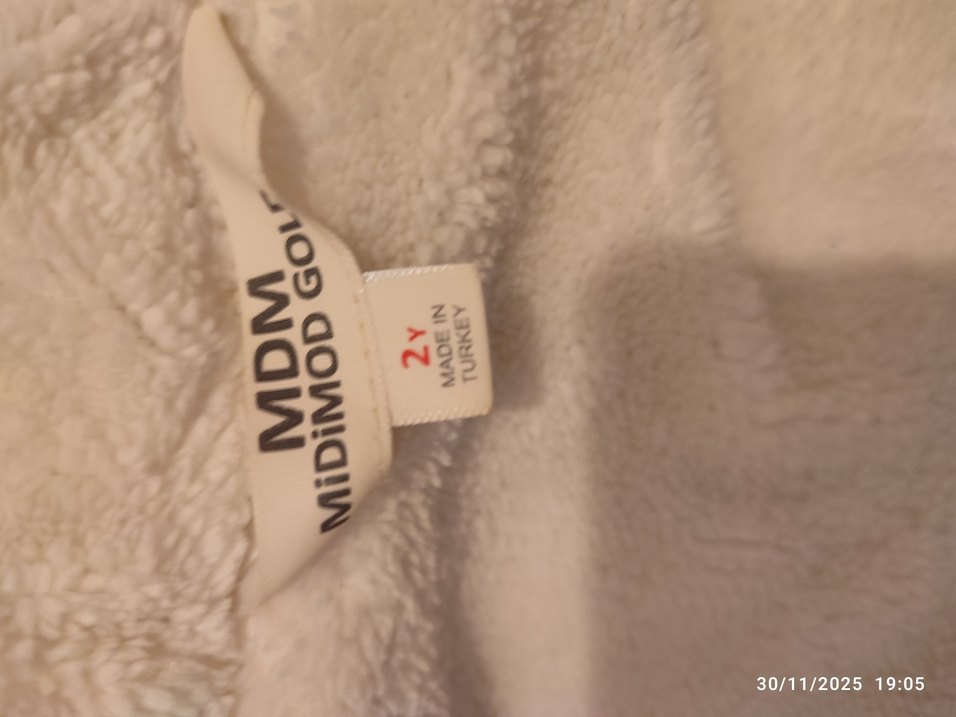 MDM
MiDiMOD GOLD
2Y
MADE IN
TURKEY
30/11/2025 19:05